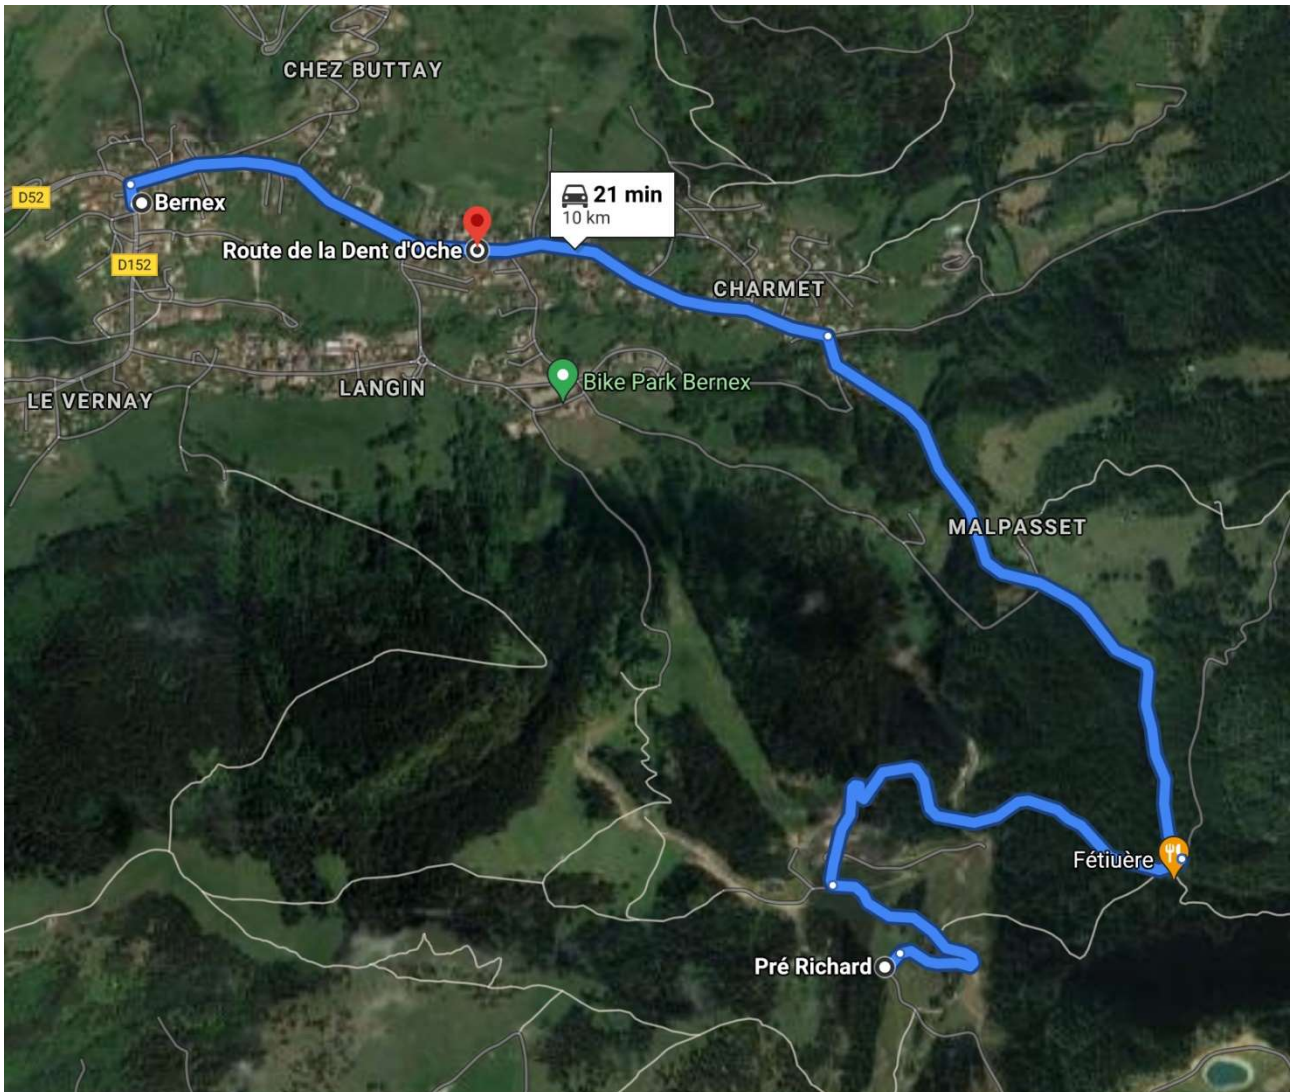 CHEZ BUTTAY
D52
Bernex
21 min
10 km
Route de la Dent d'Oche
D152
CHARMET
Bike Park Bernex
LANGIN
LE VERNAY
MALPASSET
Fétiuère
Pré Richard